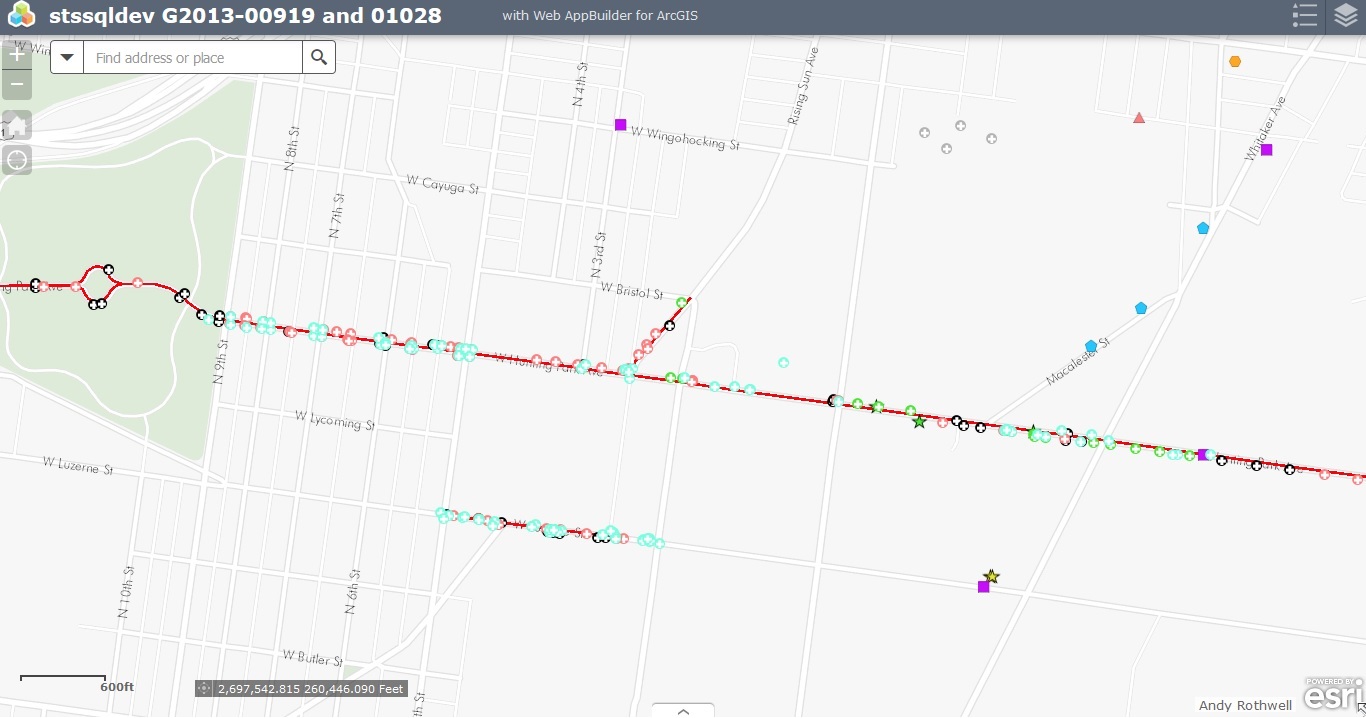 stssqldev G2013-00919 and 01028
with Web AppBuilder for ArcGIS
Find address or place
N 4th St
Rising Sun Ave
W Wingohocking St
Whitaker Ave
N 8th St
W Cayuga St
N 7th St
N 3rd St
W Bristol St
W Hunting Park Ave
Macalester St
N 9th St
W Lycoming St
W Luzerne St
N 10th St
N 6th St
W Butler St
th St
600ft
2,697,542.815 260,446.090 Feet
Andy Rothwell
POWERED BY
esri